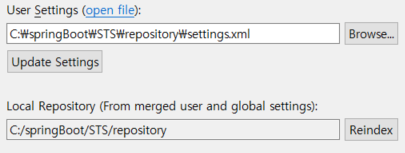 User Settings (open file):
C:₩springBoot₩STS₩repository₩settings.xml
Browse...
Update Settings
Local Repository (From merged user and global settings):
C:/springBoot/STS/repository
Reindex